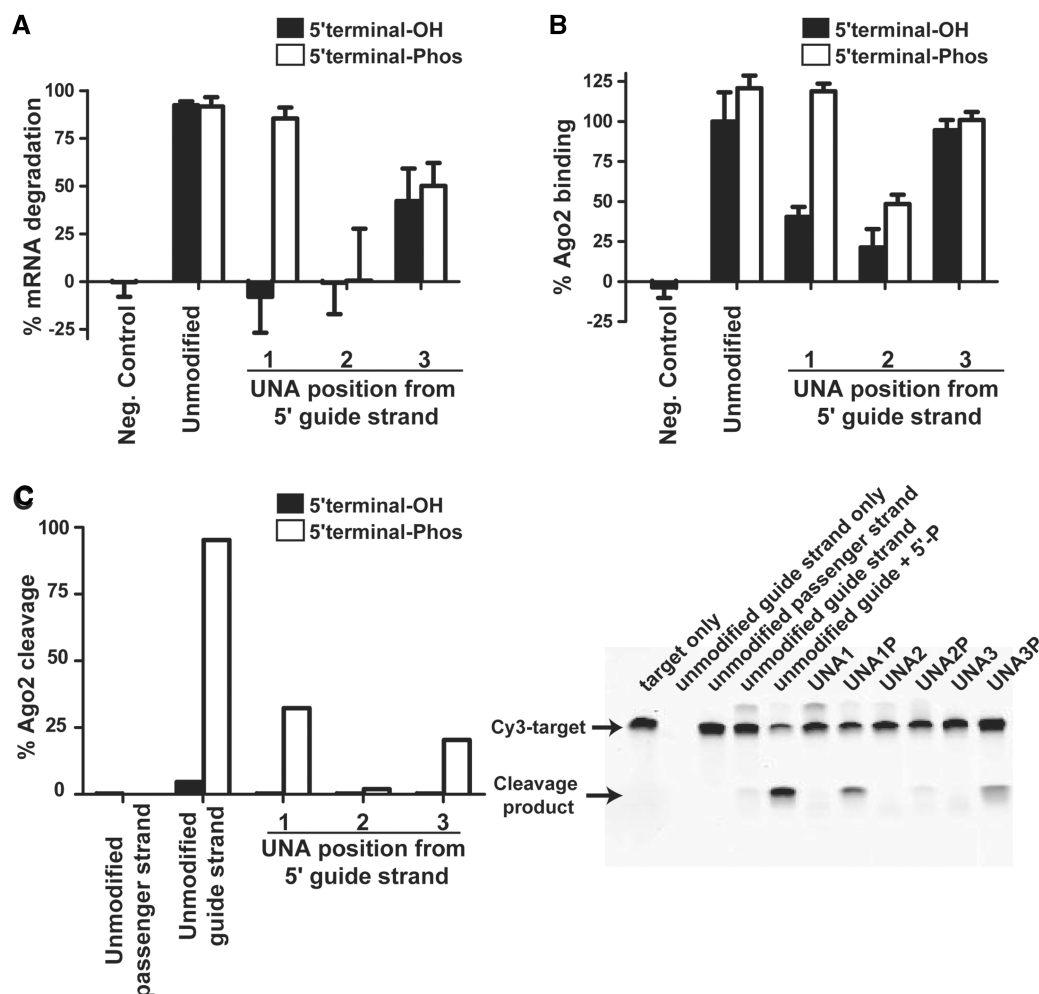 A
5'terminal-OH
5'terminal-Phos
% mRNA degradation
100
75
50
25
0
-25
Neg. Control
Unmodified
1 2 3
UNA position from
5' guide strand
B
5'terminal-OH
5'terminal-Phos
% Ago2 binding
125
100
75
50
25
0
-25
Neg. Control
Unmodified
1 2 3
UNA position from
5' guide strand
C
5'terminal-OH
5'terminal-Phos
% Ago2 cleavage
100
75
50
25
0
Unmodified
passenger strand
Unmodified
guide strand
1 2 3
UNA position from
5' guide strand
target only
unmodified guide strand only
unmodified passenger strand
unmodified guide strand
unmodified guide + 5'-P
UNA1
UNA1P
UNA2
UNA2P
UNA3
UNA3P
Cy3-target
Cleavage
product